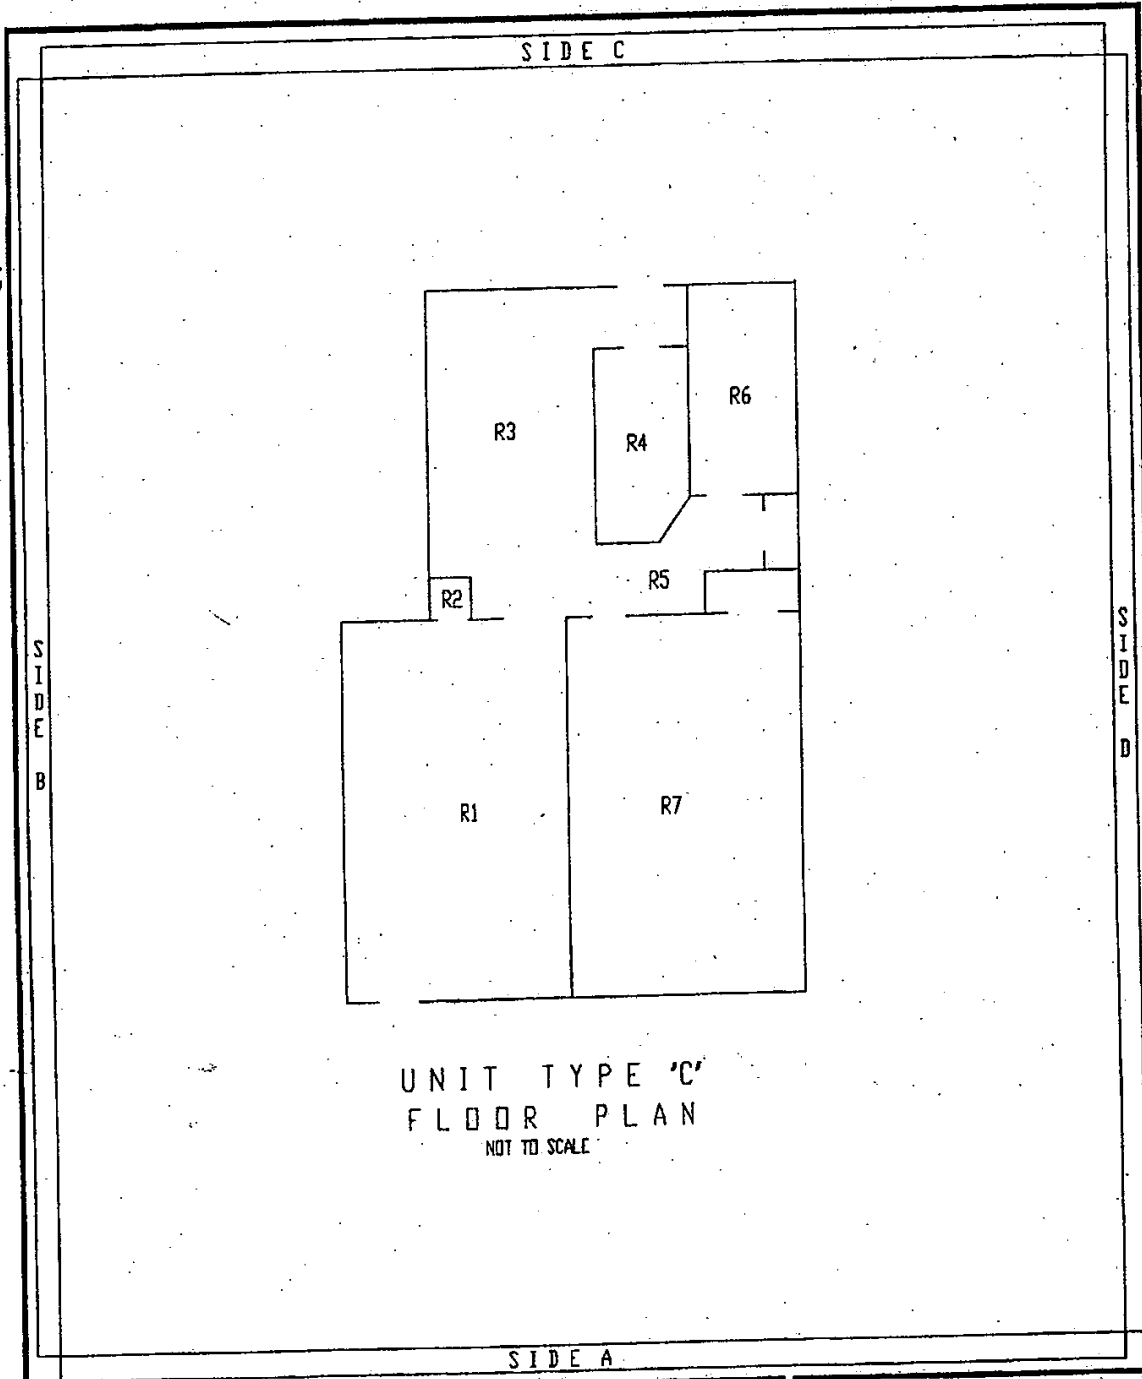 SIDE C
R6
R3
R4
R5
R2
SIDE B
SIDE D
R1
R7
UNIT TYPE 'C'
FLOOR PLAN
NOT TO SCALE
SIDE A